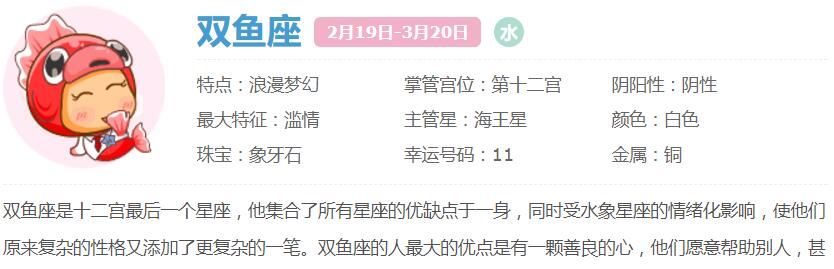 双鱼座 2月19日-3月20日 水
特点：浪漫梦幻 掌管宫位：第十二宫 阴阳性：阴性
最大特征：滥情 主管星：海王星 颜色：白色
珠宝：象牙石 幸运号码：11 金属：铜
双鱼座是十二宫最后一个星座，他集合了所有星座的优缺点于一身，同时受水象星座的情绪化影响，使他们
原来复杂的性格又添加了更复杂的一笔。双鱼座的人最大的优点是有一颗善良的心，他们愿意帮助别人，甚